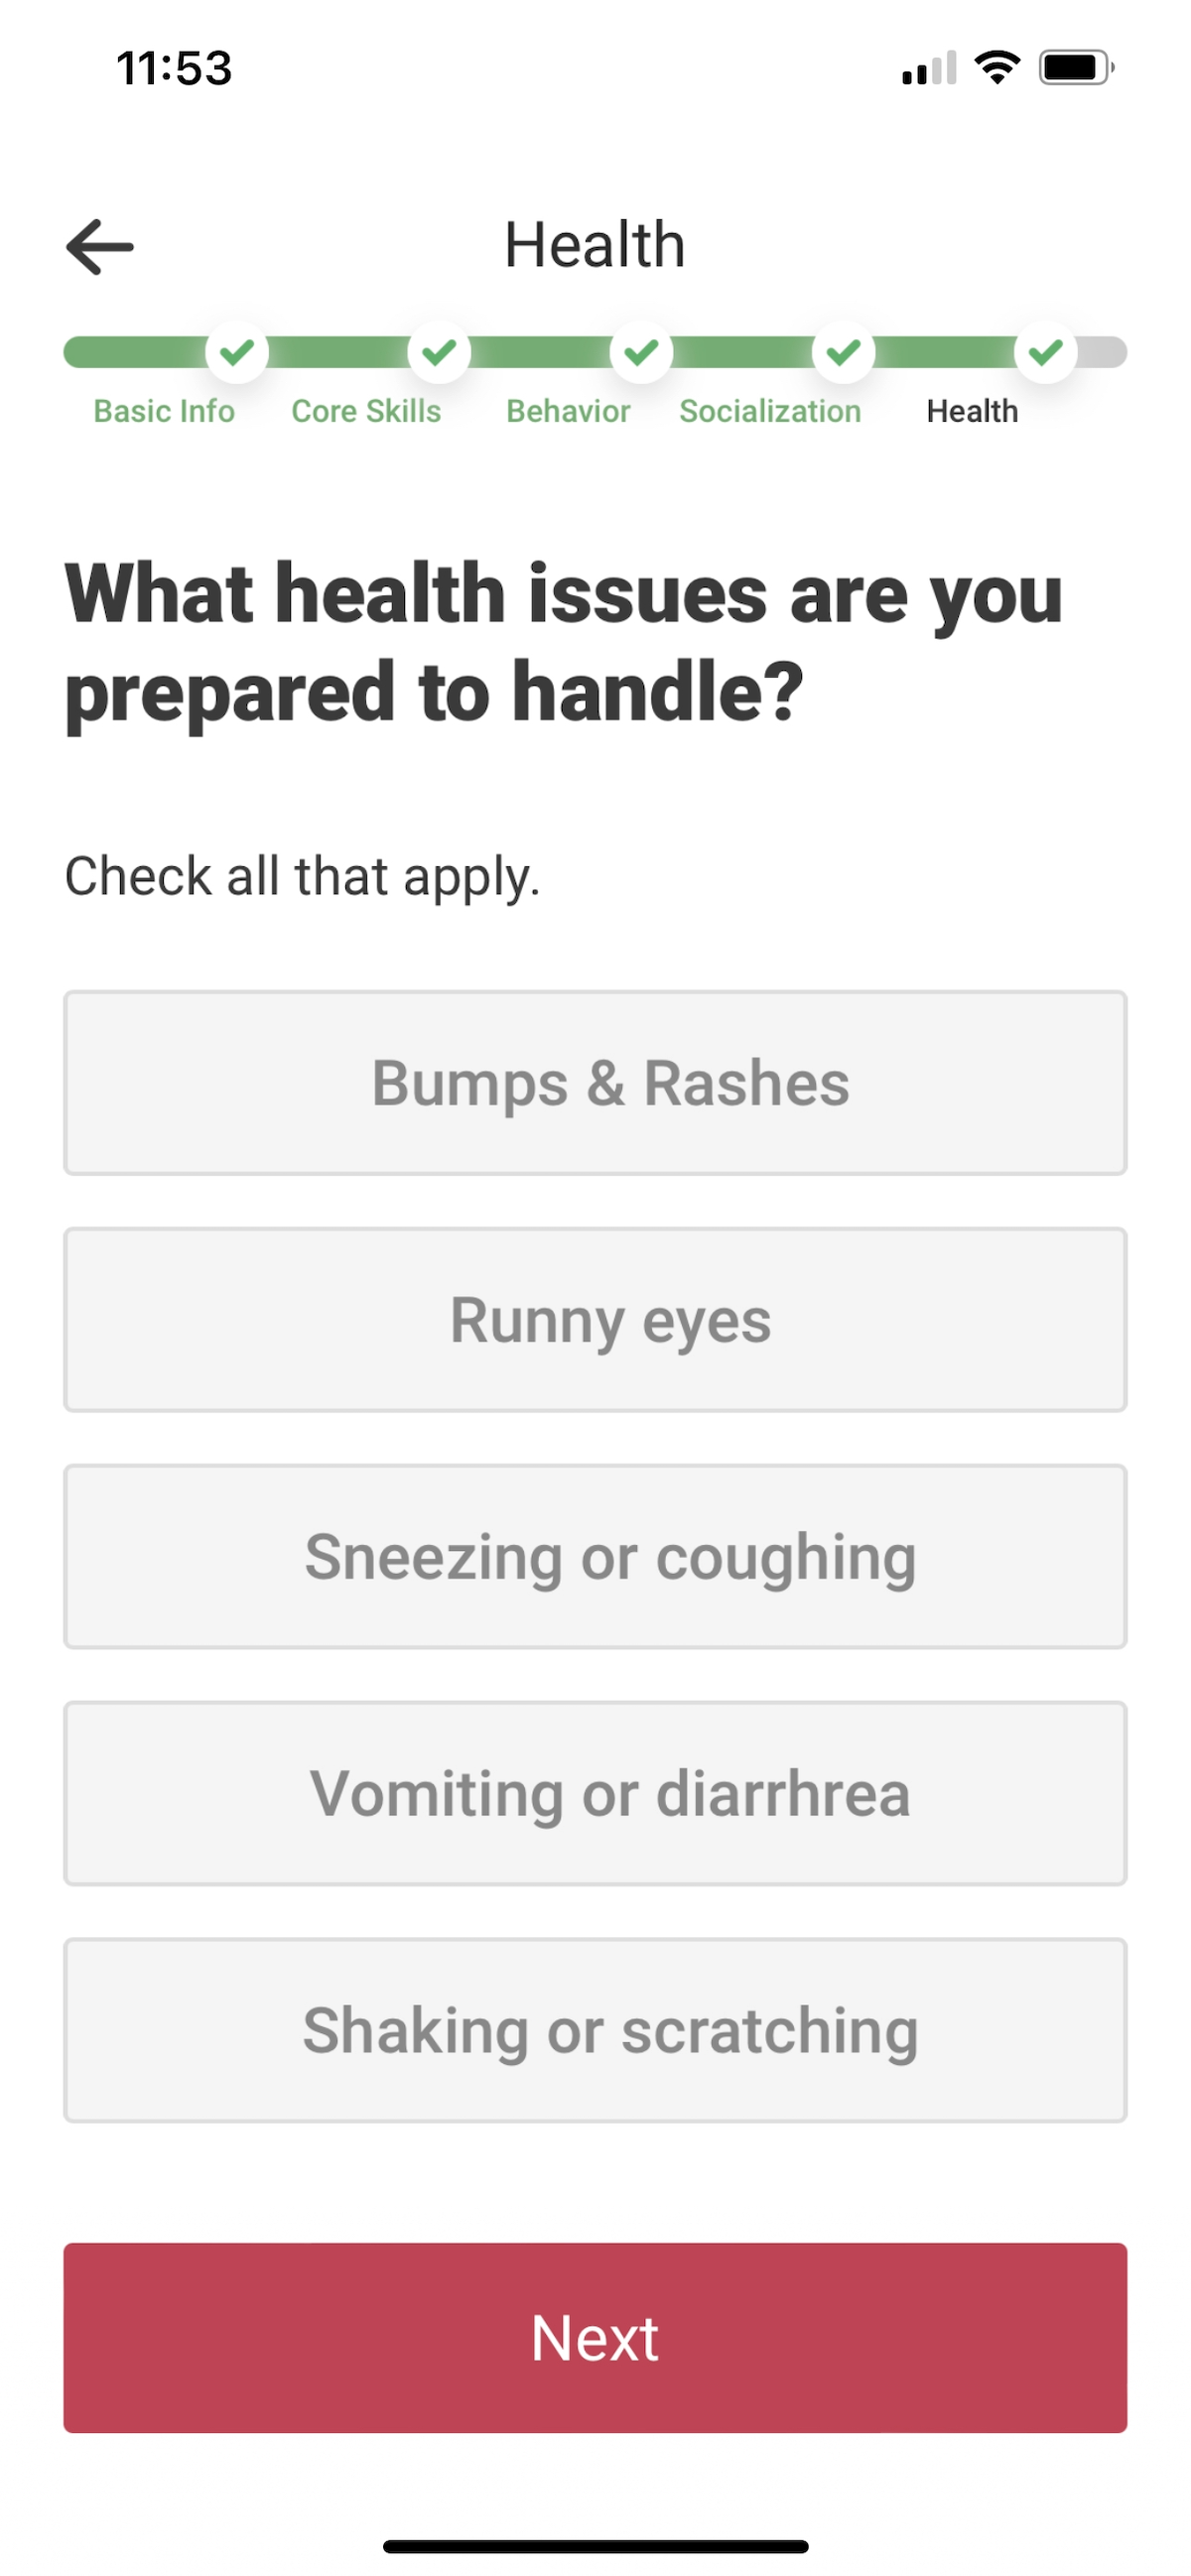 11:53
Health
Basic Info Core Skills Behavior Socialization Health
What health issues are you
prepared to handle?
Check all that apply.
Bumps & Rashes
Runny eyes
Sneezing or coughing
Vomiting or diarrhrea
Shaking or scratching
Next